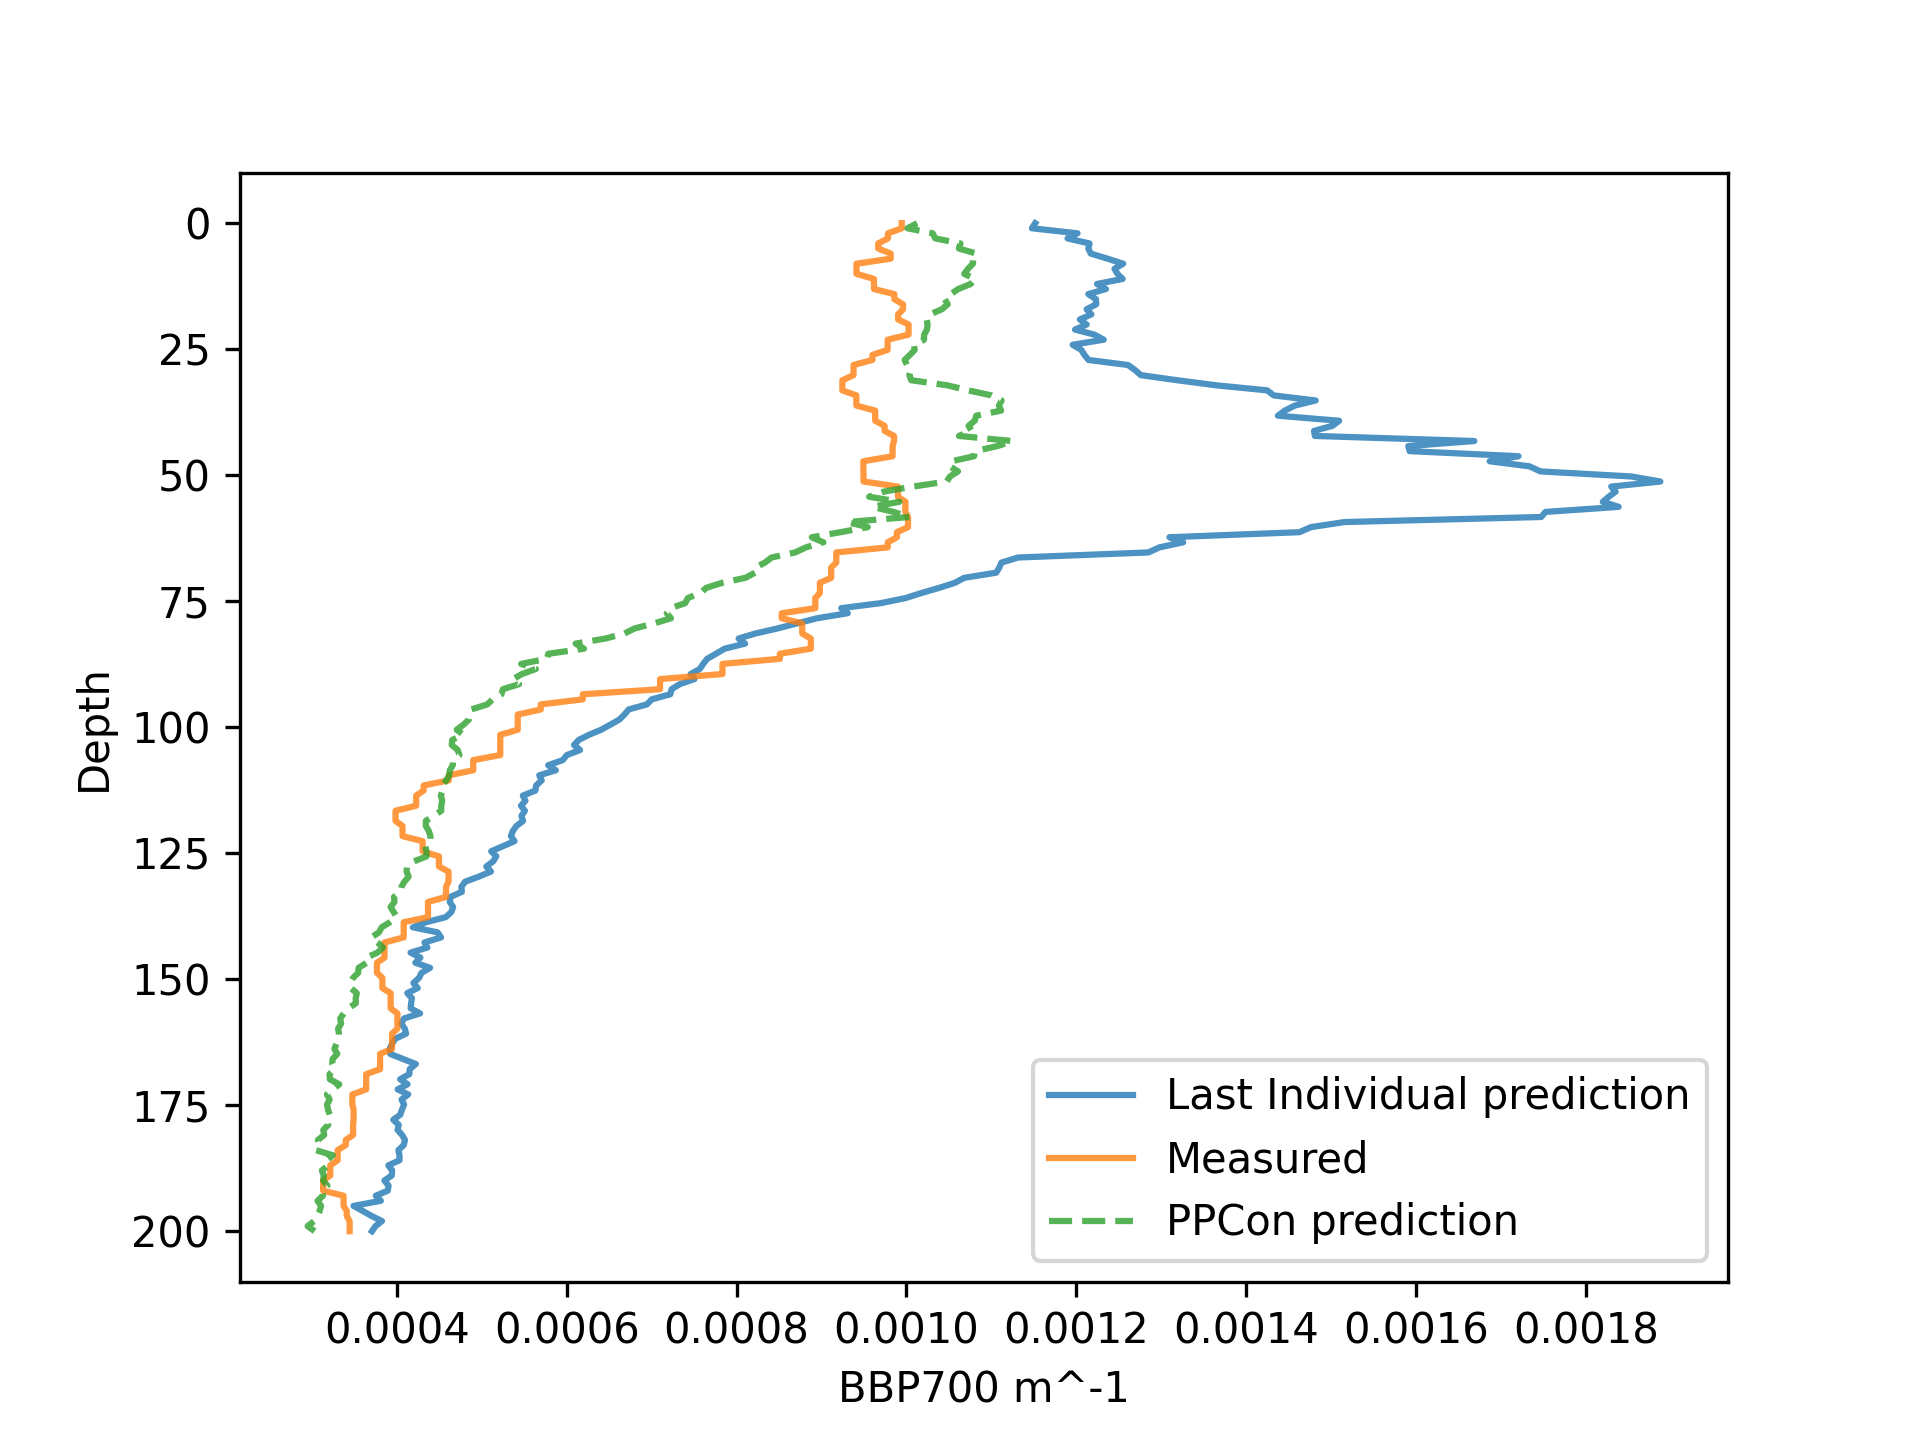 0
25
50
75
100
125
150
175
200
Depth
0.0004 0.0006 0.0008 0.0010 0.0012 0.0014 0.0016 0.0018
BBP700 m^-1
Last Individual prediction
Measured
PPCon prediction